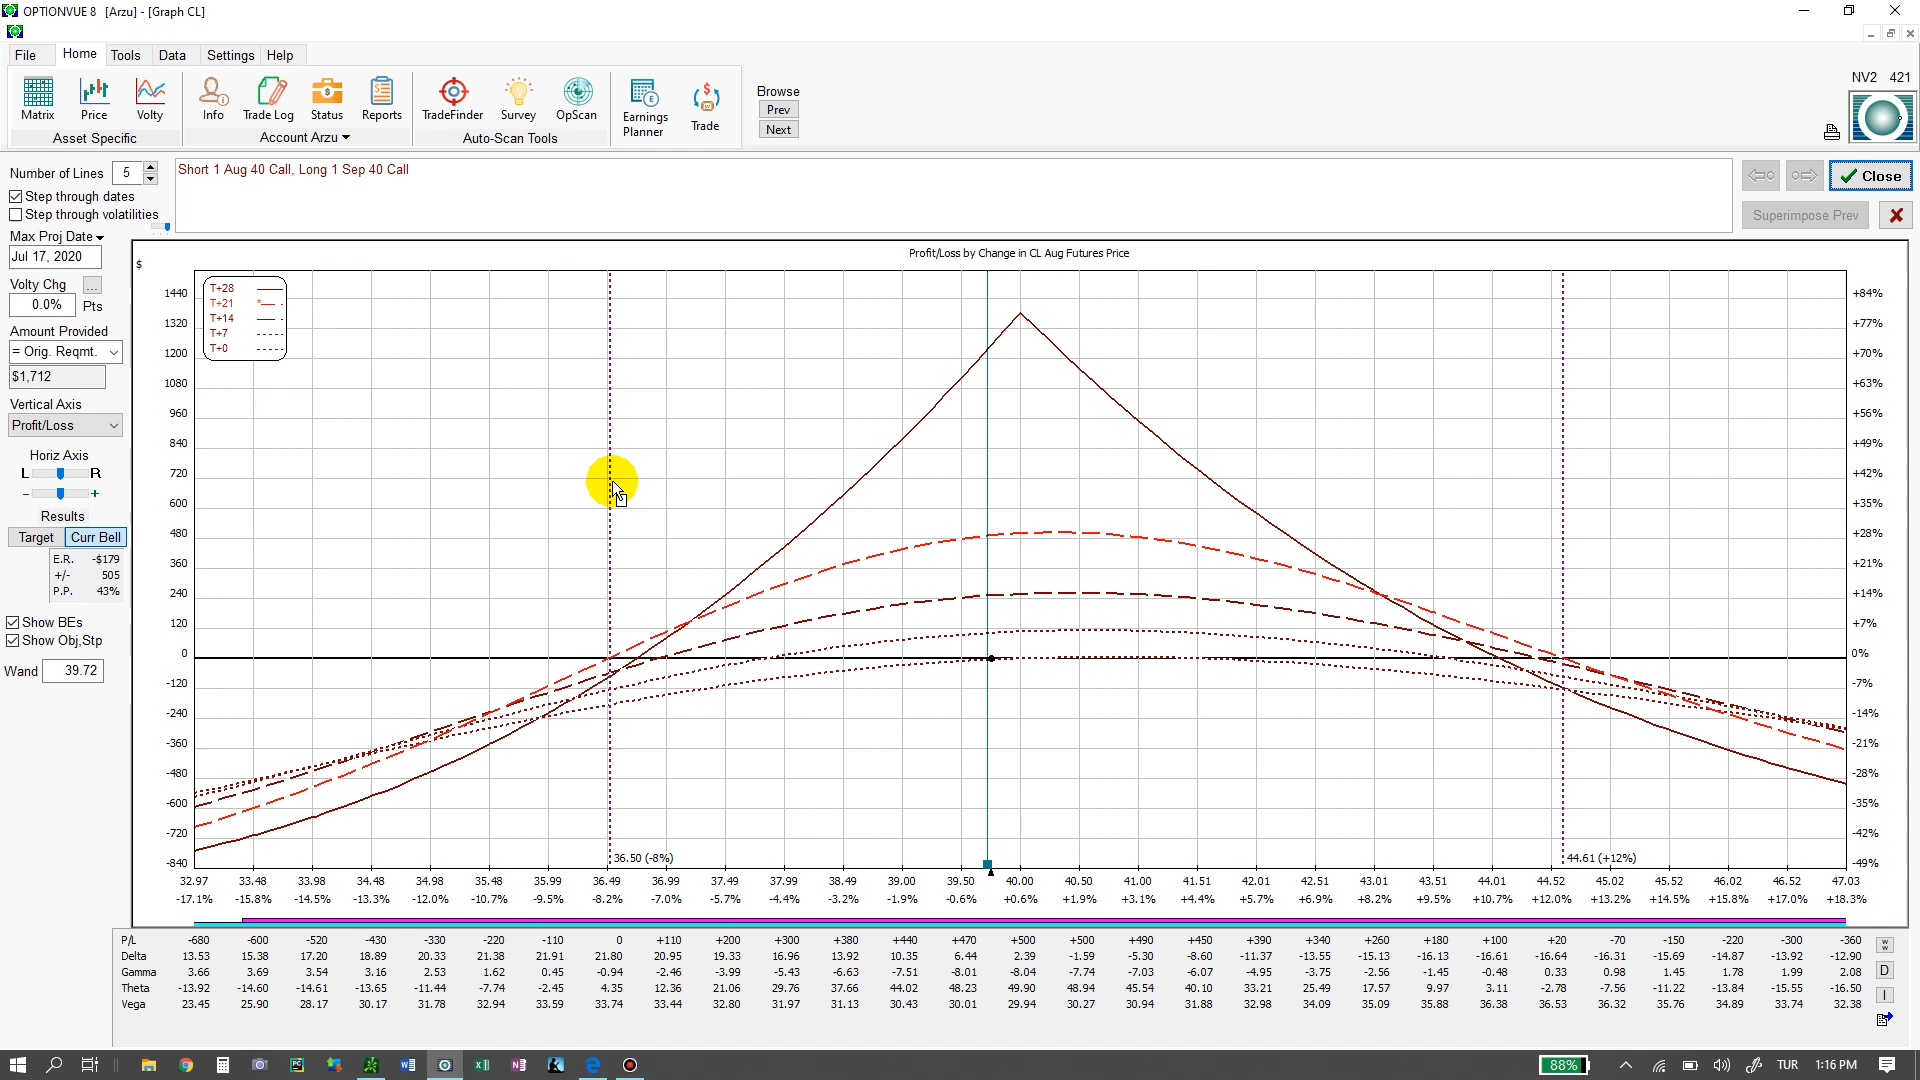 OPTIONVUE 8 [Arzu] - [Graph CL]
File Home Tools Data Settings Help
Matrix Price Volty Info Trade Log Status Reports TradeFinder Survey OpScan Earnings Planner Trade
Asset Specific Account Arzu Auto-Scan Tools
Browse
Prev
Next
NV2 421
Number of Lines 5
Short 1 Aug 40 Call, Long 1 Sep 40 Call
Close
Superimpose Prev
Step through dates
Step through volatilities
Max Proj Date
Jul 17, 2020
Volty Chg ...
0.0% Pts
Amount Provided
= Orig. Reqmt.
$1,712
Vertical Axis
Profit/Loss
Horiz Axis
L R
- +
Results
Target Curr Bell
E.R. -$179
+/- 505
P.P. 43%
Show BEs
Show Obj,Stp
Wand 39.72
Profit/Loss by Change in CL Aug Futures Price
$
T+28
T+21 *
T+14
T+7
T+0
1440 +84%
1320 +77%
1200 +70%
1080 +63%
960 +56%
840 +49%
720 +42%
600 +35%
480 +28%
360 +21%
240 +14%
120 +7%
0 0%
-120 -7%
-240 -14%
-360 -21%
-480 -28%
-600 -35%
-720 -42%
-840 -49%
36.50 (-8%) 44.61 (+12%)
32.97 33.48 33.98 34.48 34.98 35.48 35.99 36.49 36.99 37.49 37.99 38.49 39.00 39.50 40.00 40.50 41.00 41.51 42.01 42.51 43.01 43.51 44.01 44.52 45.02 45.52 46.02 46.52 47.03
-17.1% -15.8% -14.5% -13.3% -12.0% -10.7% -9.5% -8.2% -7.0% -5.7% -4.4% -3.2% -1.9% -0.6% +0.6% +1.9% +3.1% +4.4% +5.7% +6.9% +8.2% +9.5% +10.7% +12.0% +13.2% +14.5% +15.8% +17.0% +18.3%
P/L -680 -600 -520 -430 -330 -220 -110 0 +110 +200 +300 +380 +440 +470 +500 +500 +490 +450 +390 +340 +260 +180 +100 +20 -70 -150 -220 -300 -360
Delta 13.53 15.38 17.20 18.89 20.33 21.38 21.91 21.80 20.95 19.33 16.96 13.92 10.35 6.44 2.39 -1.59 -5.30 -8.60 -11.37 -13.55 -15.13 -16.13 -16.61 -16.64 -16.31 -15.69 -14.87 -13.92 -12.90
Gamma 3.66 3.69 3.54 3.16 2.53 1.62 0.45 -0.94 -2.46 -3.99 -5.43 -6.63 -7.51 -8.01 -8.04 -7.74 -7.03 -6.07 -4.95 -3.75 -2.56 -1.45 -0.48 0.33 0.98 1.45 1.78 1.99 2.08
Theta -13.92 -14.60 -14.61 -13.65 -11.44 -7.74 -2.45 4.35 12.36 21.06 29.76 37.66 44.02 48.23 49.90 48.94 45.54 40.10 33.21 25.49 17.57 9.97 3.11 -2.78 -7.56 -11.22 -13.84 -15.55 -16.50
Vega 23.45 25.90 28.17 30.17 31.78 32.94 33.59 33.74 33.44 32.80 31.97 31.13 30.43 30.01 29.94 30.27 30.94 31.88 32.98 34.09 35.09 35.88 36.38 36.53 36.32 35.76 34.89 33.74 32.38
D
I
88% TUR 1:16 PM